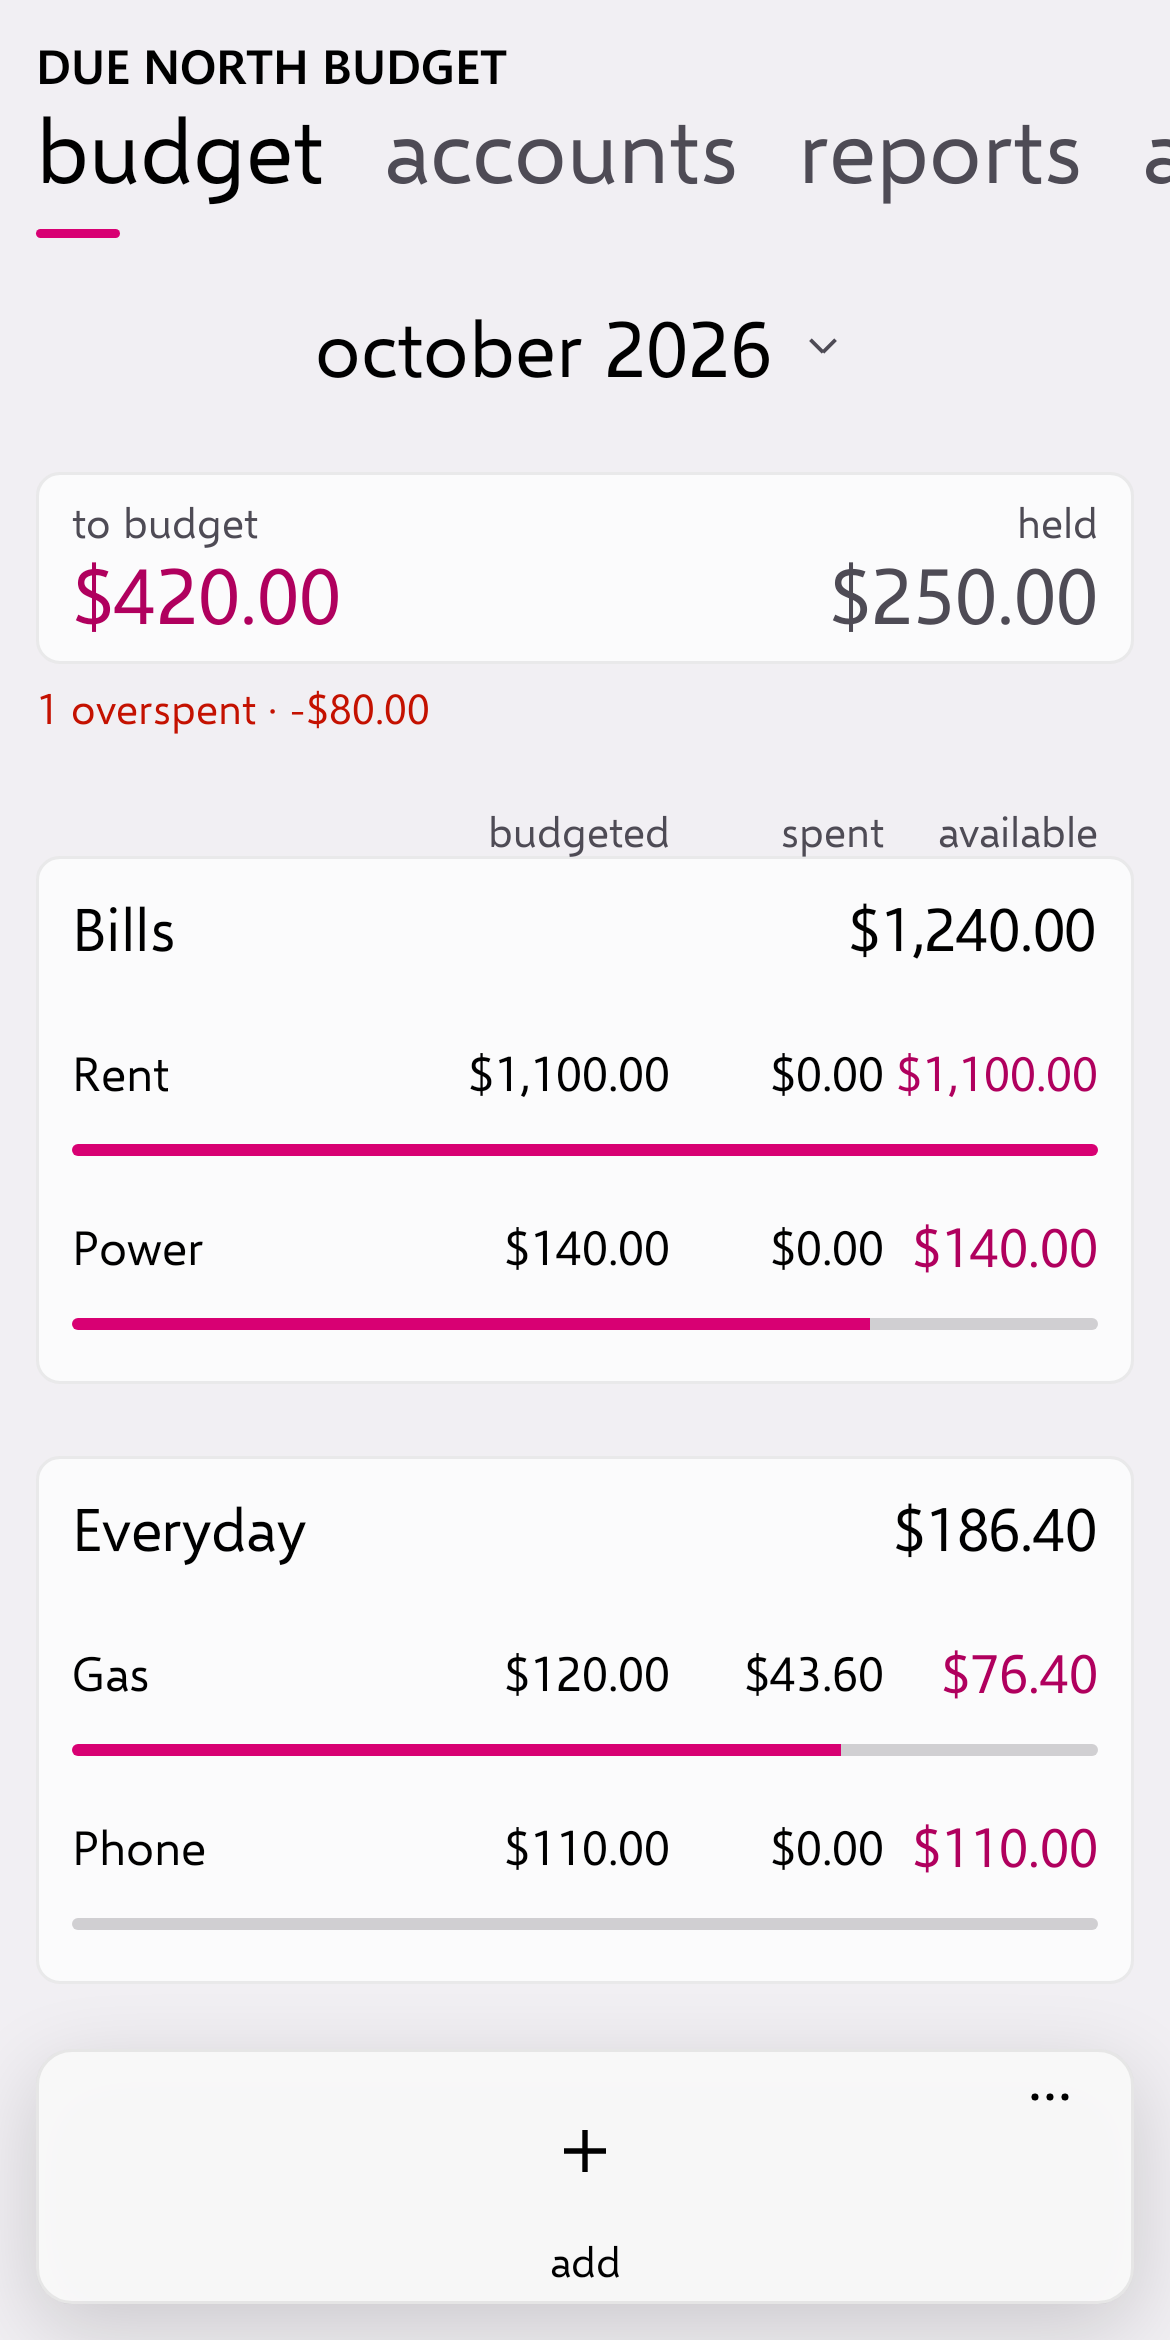 DUE NORTH BUDGET
budget accounts reports a
october 2026
to budget held
$420.00 $250.00
1 overspent · -$80.00
budgeted spent available
Bills $1,240.00
Rent $1,100.00 $0.00 $1,100.00
Power $140.00 $0.00 $140.00
Everyday $186.40
Gas $120.00 $43.60 $76.40
Phone $110.00 $0.00 $110.00
...
+
add